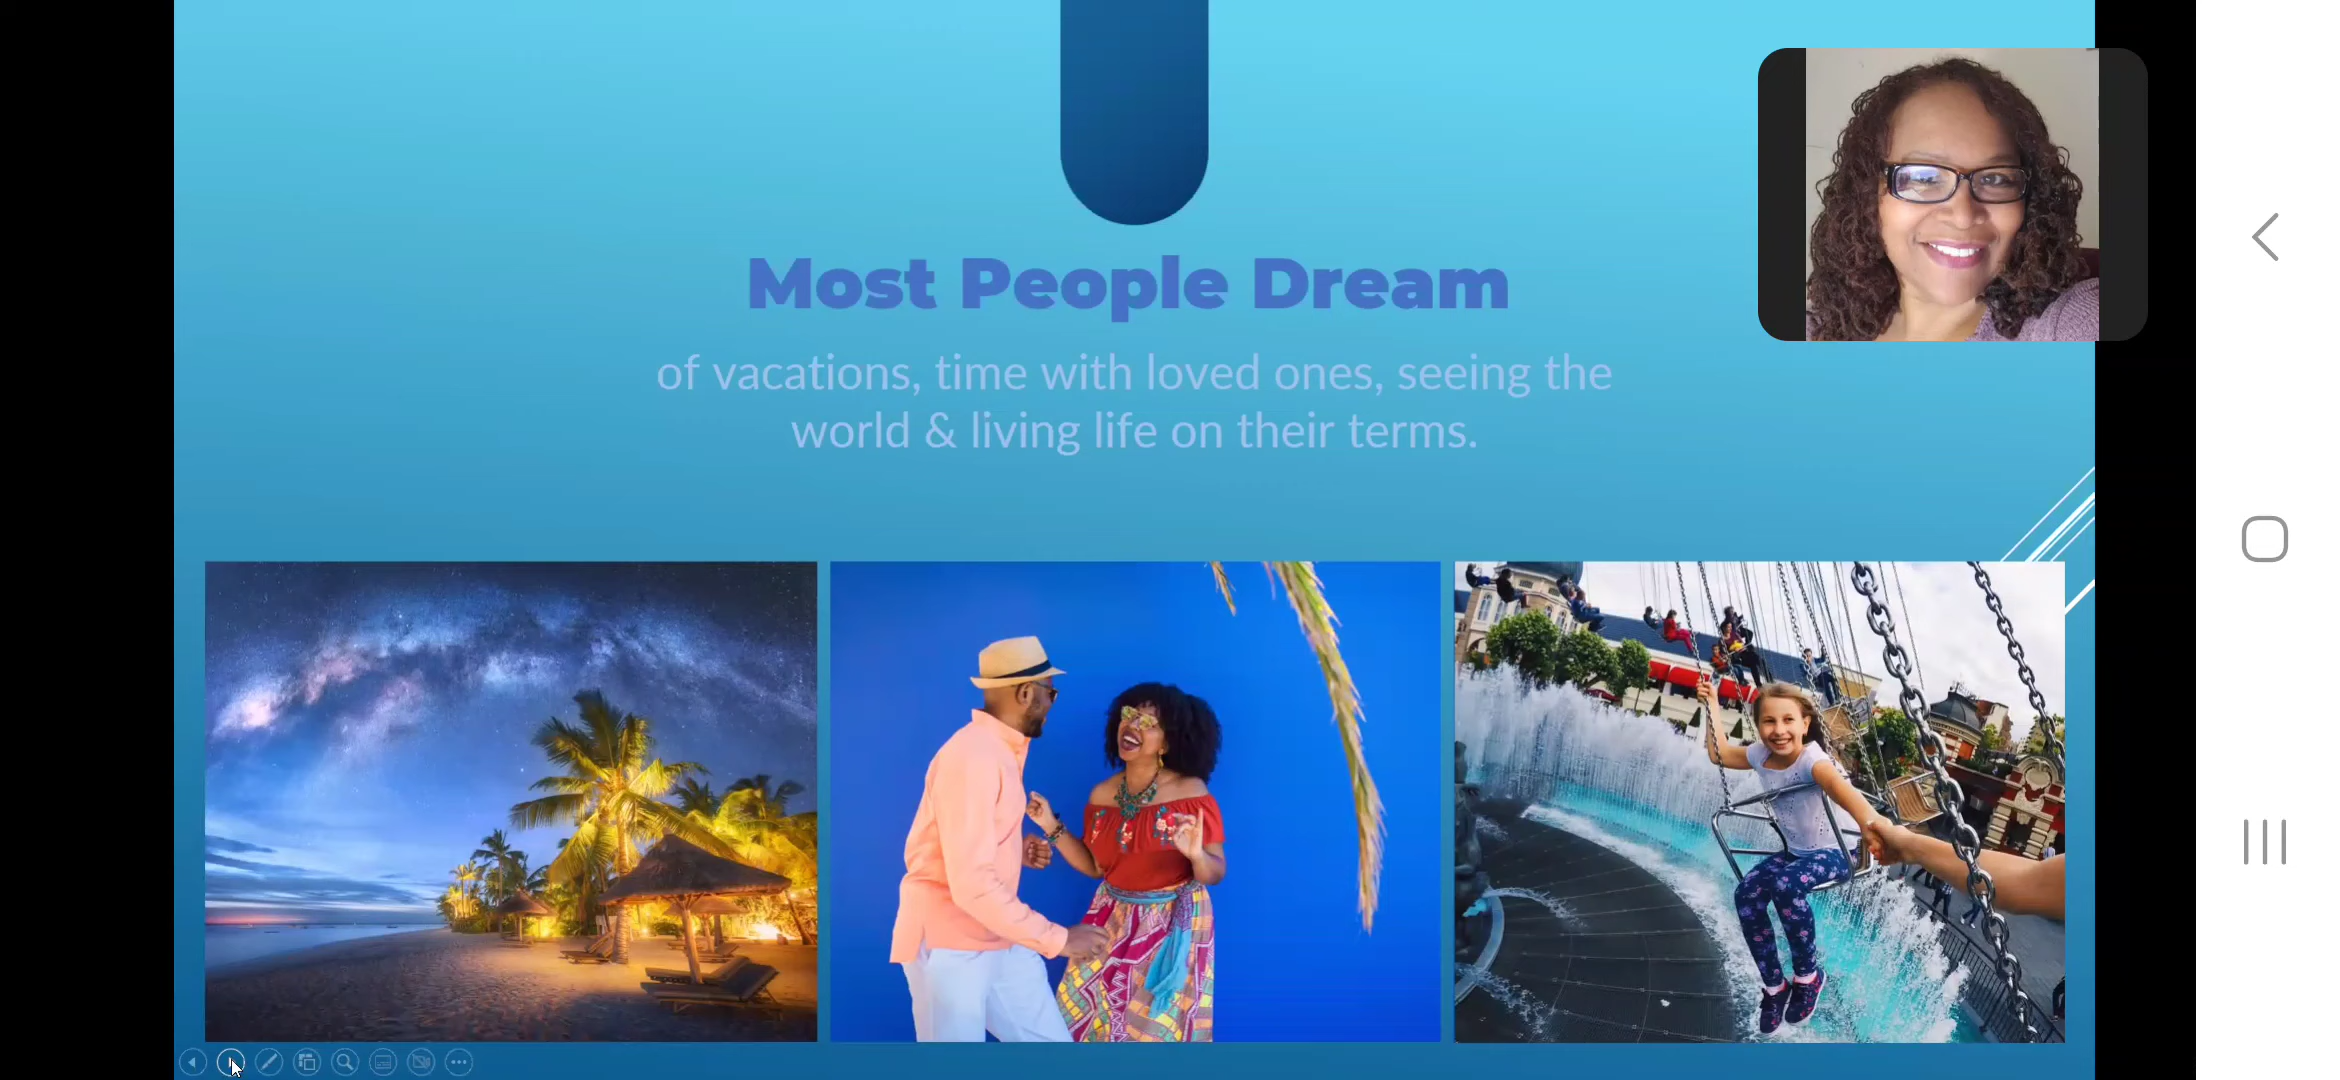 Most People Dream
of vacations, time with loved ones, seeing the
world & living life on their terms.